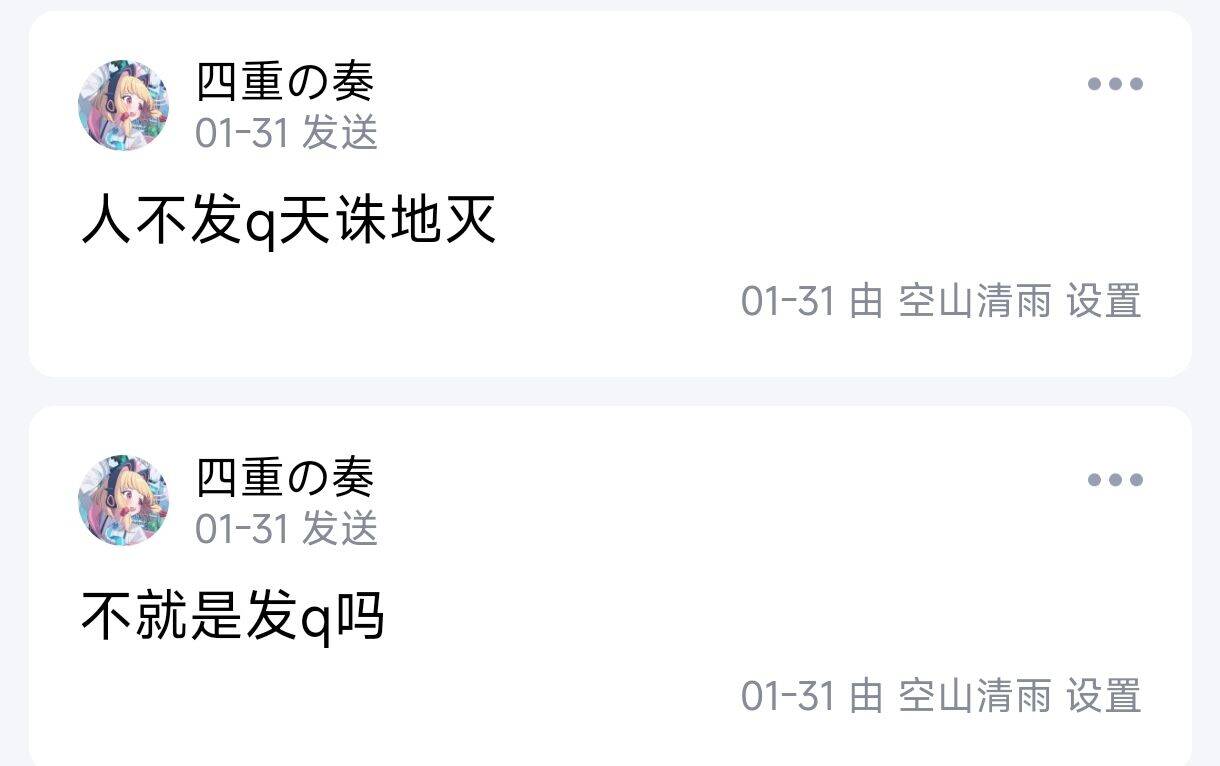 四重の奏
01-31 发送
人不发q天诛地灭
01-31 由 空山清雨 设置
四重の奏
01-31 发送
不就是发q吗
01-31 由 空山清雨 设置